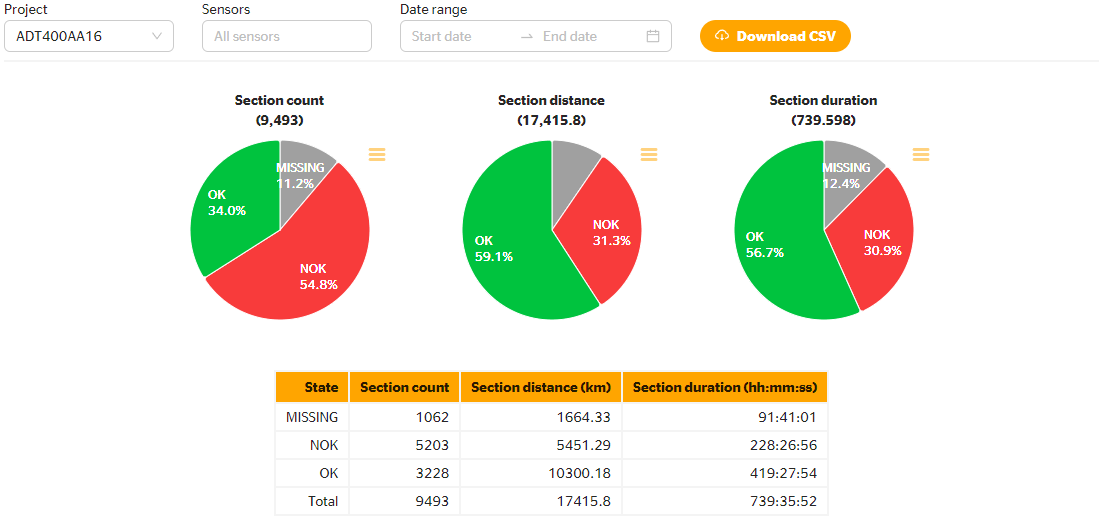 Project Sensors Date range
ADT400AA16 All sensors Start date End date Download CSV
Section count Section distance Section duration
(9,493) (17,415.8) (739.598)
MISSING
11.2%
OK
34.0%
NOK
54.8%
NOK
31.3%
OK
59.1%
MISSING
12.4%
NOK
30.9%
OK
56.7%
State Section count Section distance (km) Section duration (hh:mm:ss)
MISSING 1062 1664.33 91:41:01
NOK 5203 5451.29 228:26:56
OK 3228 10300.18 419:27:54
Total 9493 17415.8 739:35:52